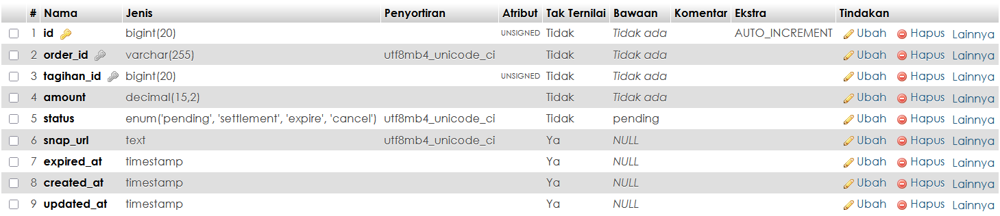 # Nama Jenis Penyortiran Atribut Tak Ternilai Bawaan Komentar Ekstra Tindakan
1 id bigint(20) UNSIGNED Tidak Tidak ada AUTO_INCREMENT Ubah Hapus Lainnya
2 order_id varchar(255) utf8mb4_unicode_ci Tidak Tidak ada Ubah Hapus Lainnya
3 tagihan_id bigint(20) UNSIGNED Tidak Tidak ada Ubah Hapus Lainnya
4 amount decimal(15,2) Tidak Tidak ada Ubah Hapus Lainnya
5 status enum('pending', 'settlement', 'expire', 'cancel') utf8mb4_unicode_ci Tidak pending Ubah Hapus Lainnya
6 snap_url text utf8mb4_unicode_ci Ya NULL Ubah Hapus Lainnya
7 expired_at timestamp Ya NULL Ubah Hapus Lainnya
8 created_at timestamp Ya NULL Ubah Hapus Lainnya
9 updated_at timestamp Ya NULL Ubah Hapus Lainnya